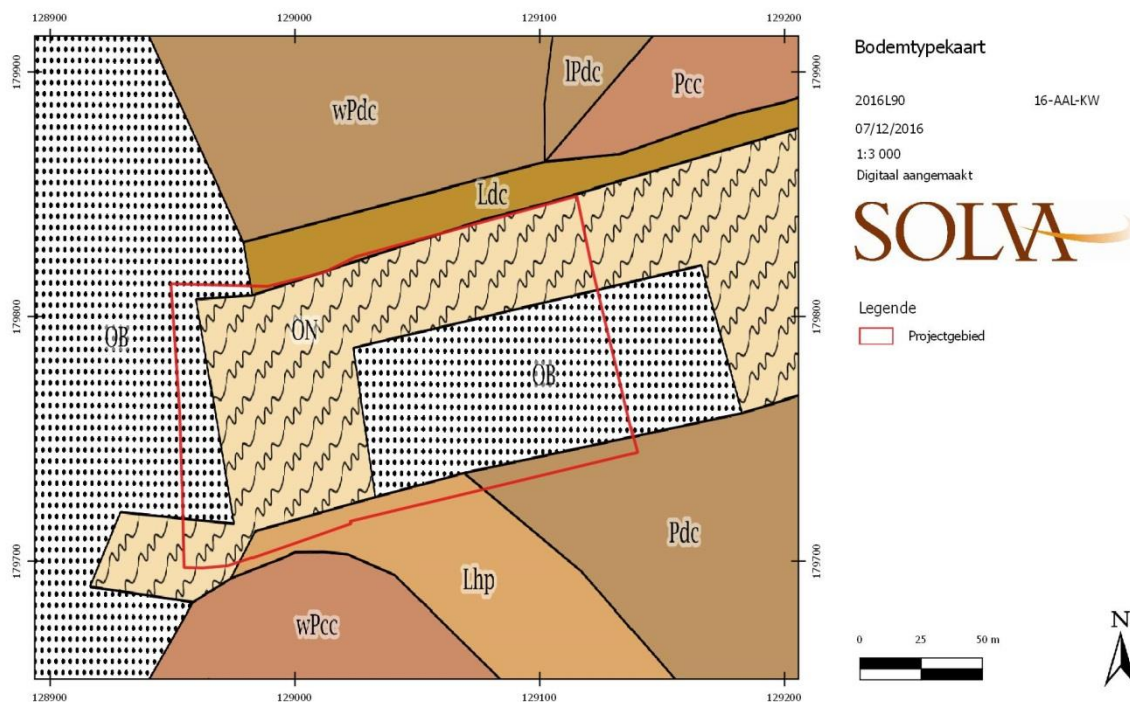 128900 129000 129100 129200
Bodemtypekaart
179900 179900
wPdc lPdc Pcc
2016L90 16-AAL-KW
07/12/2016
1:3 000
Digitaal aangemaakt
Ldc
SOLVA
OB ON
179800 179800
Legende
Projectgebied
OB
Pdc
179700 179700
Lhp
wPcc
N
0 25 50 m
128900 129000 129100 129200